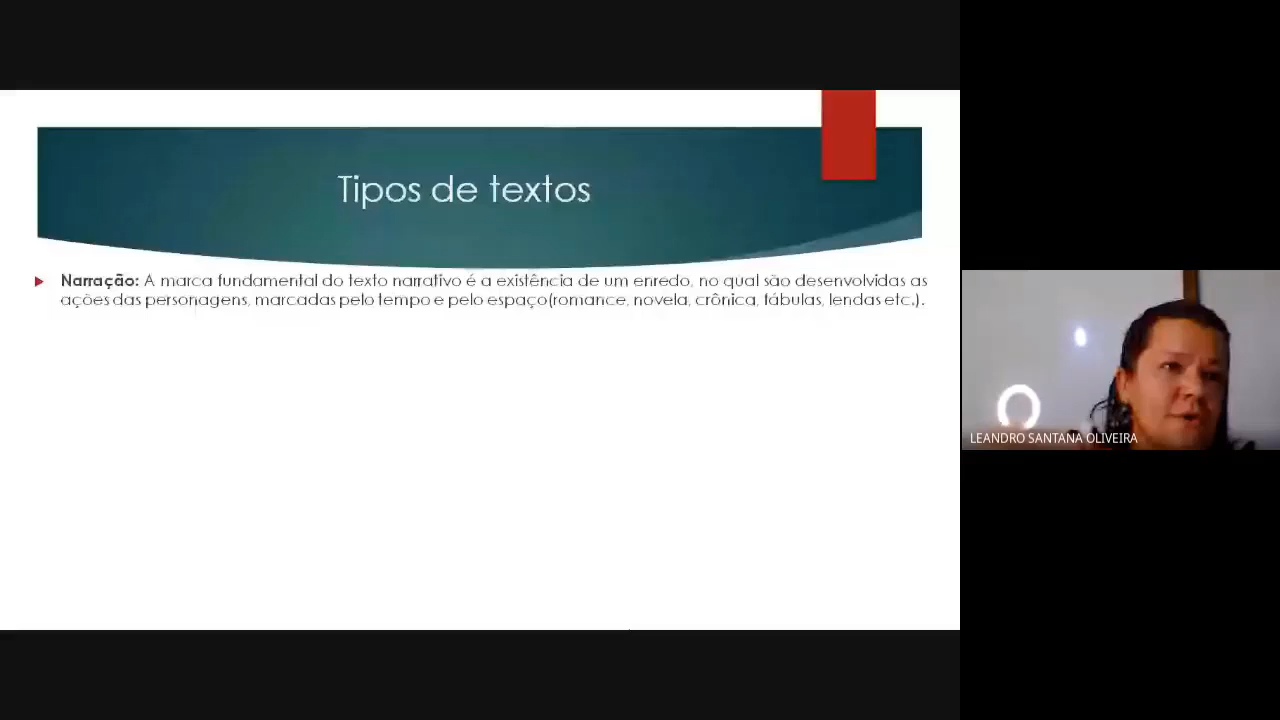 Tipos de textos
Narração: A marca fundamental do texto narrativo é a existência de um enredo, no qual são desenvolvidas as
ações das personagens, marcadas pelo tempo e pelo espaço(romance, novela, crônica, fábulas, lendas etc.).
LEANDRO SANTANA OLIVEIRA